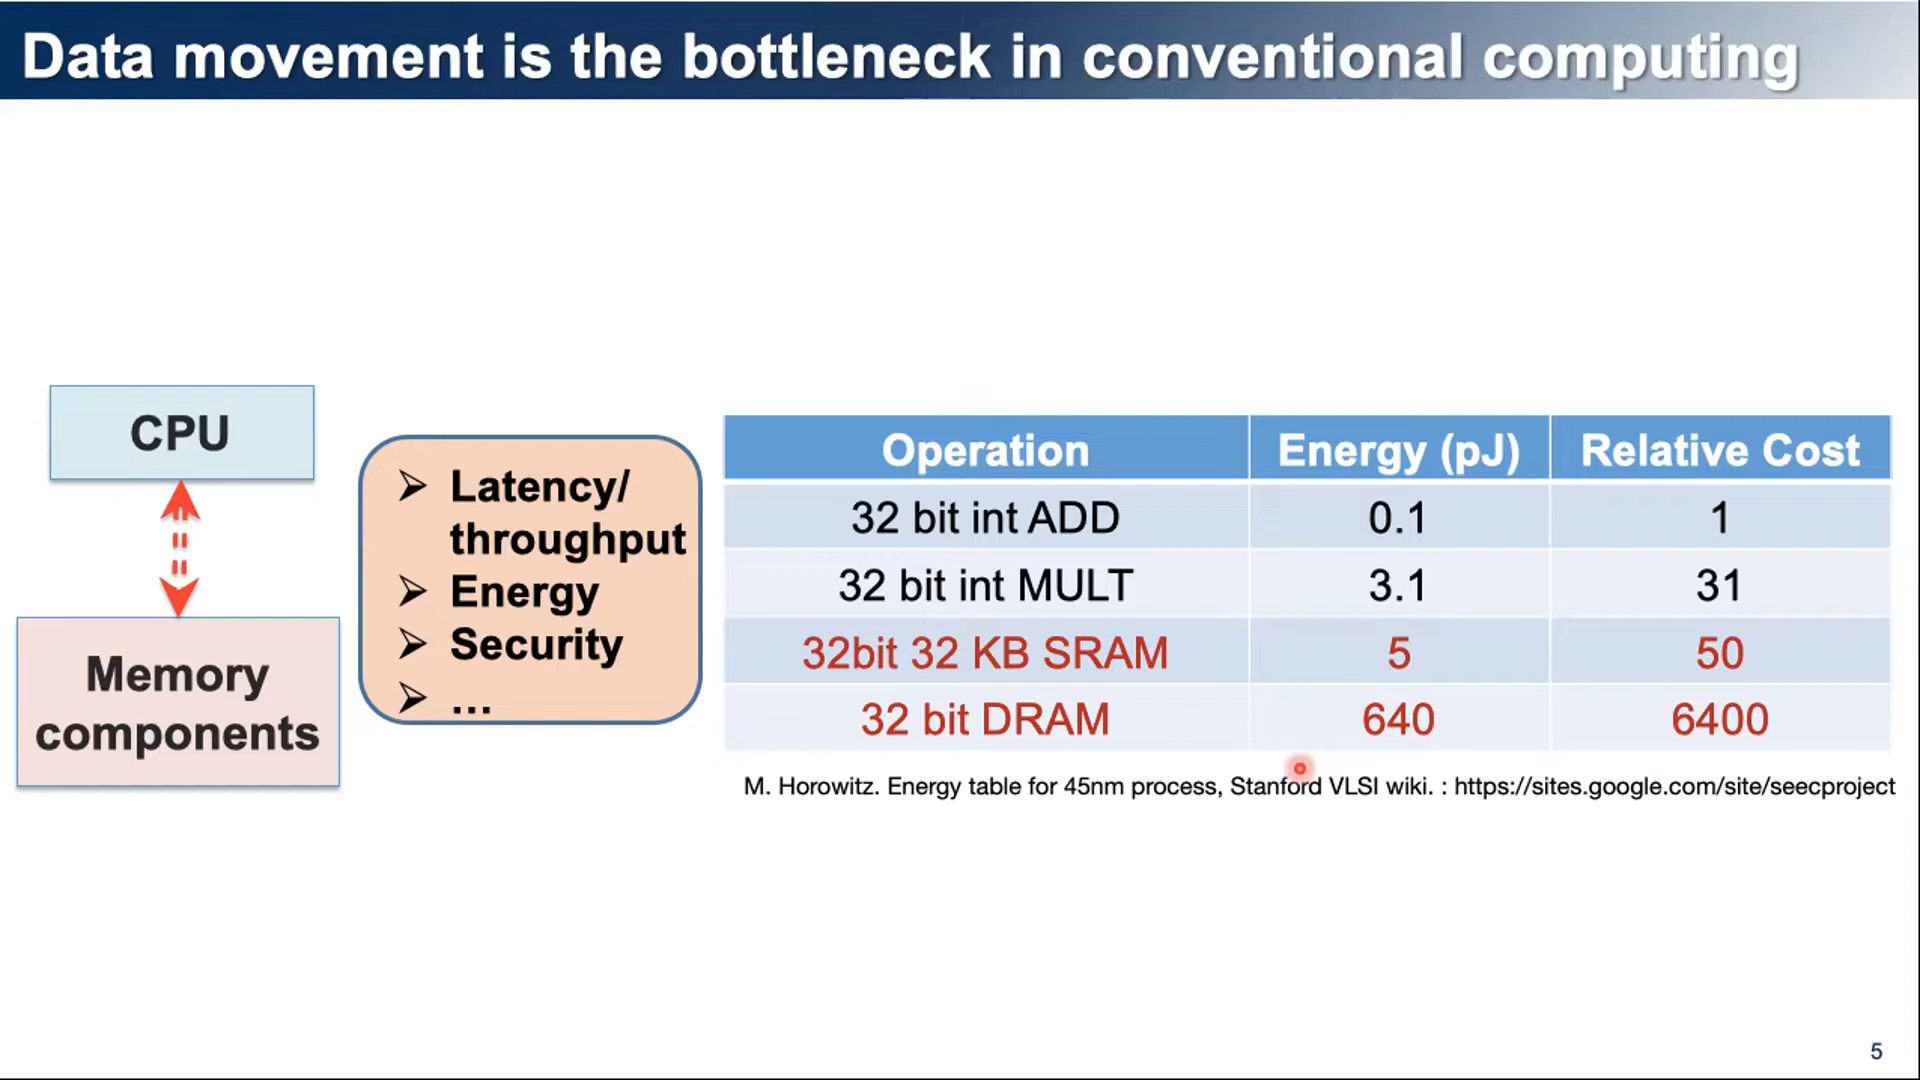 Data movement is the bottleneck in conventional computing
CPU
Memory
components
➢ Latency/
throughput
➢ Energy
➢ Security
➢ ...
Operation Energy (pJ) Relative Cost
32 bit int ADD 0.1 1
32 bit int MULT 3.1 31
32bit 32 KB SRAM 5 50
32 bit DRAM 640 6400
M. Horowitz. Energy table for 45nm process, Stanford VLSI wiki. : https://sites.google.com/site/seecproject
5